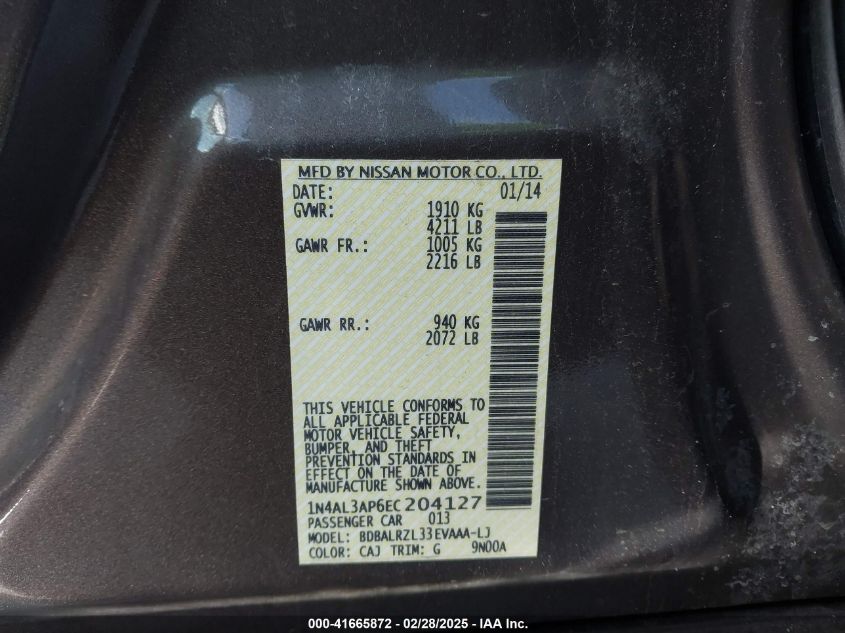 MFD BY NISSAN MOTOR CO., LTD.
DATE: 01/14
GVWR: 1910 KG
4211 LB
GAWR FR.: 1005 KG
2216 LB
GAWR RR.: 940 KG
2072 LB
THIS VEHICLE CONFORMS TO
ALL APPLICABLE FEDERAL
MOTOR VEHICLE SAFETY,
BUMPER, AND THEFT
PREVENTION STANDARDS IN
EFFECT ON THE DATE OF
MANUFACTURE SHOWN ABOVE.
1N4AL3AP6EC204127
PASSENGER CAR 013
MODEL: BDBALRZL33EVAAA-LJ
COLOR: CAJ TRIM: G 9N00A
000-41665872 / 02/28/2025 - IAA Inc.